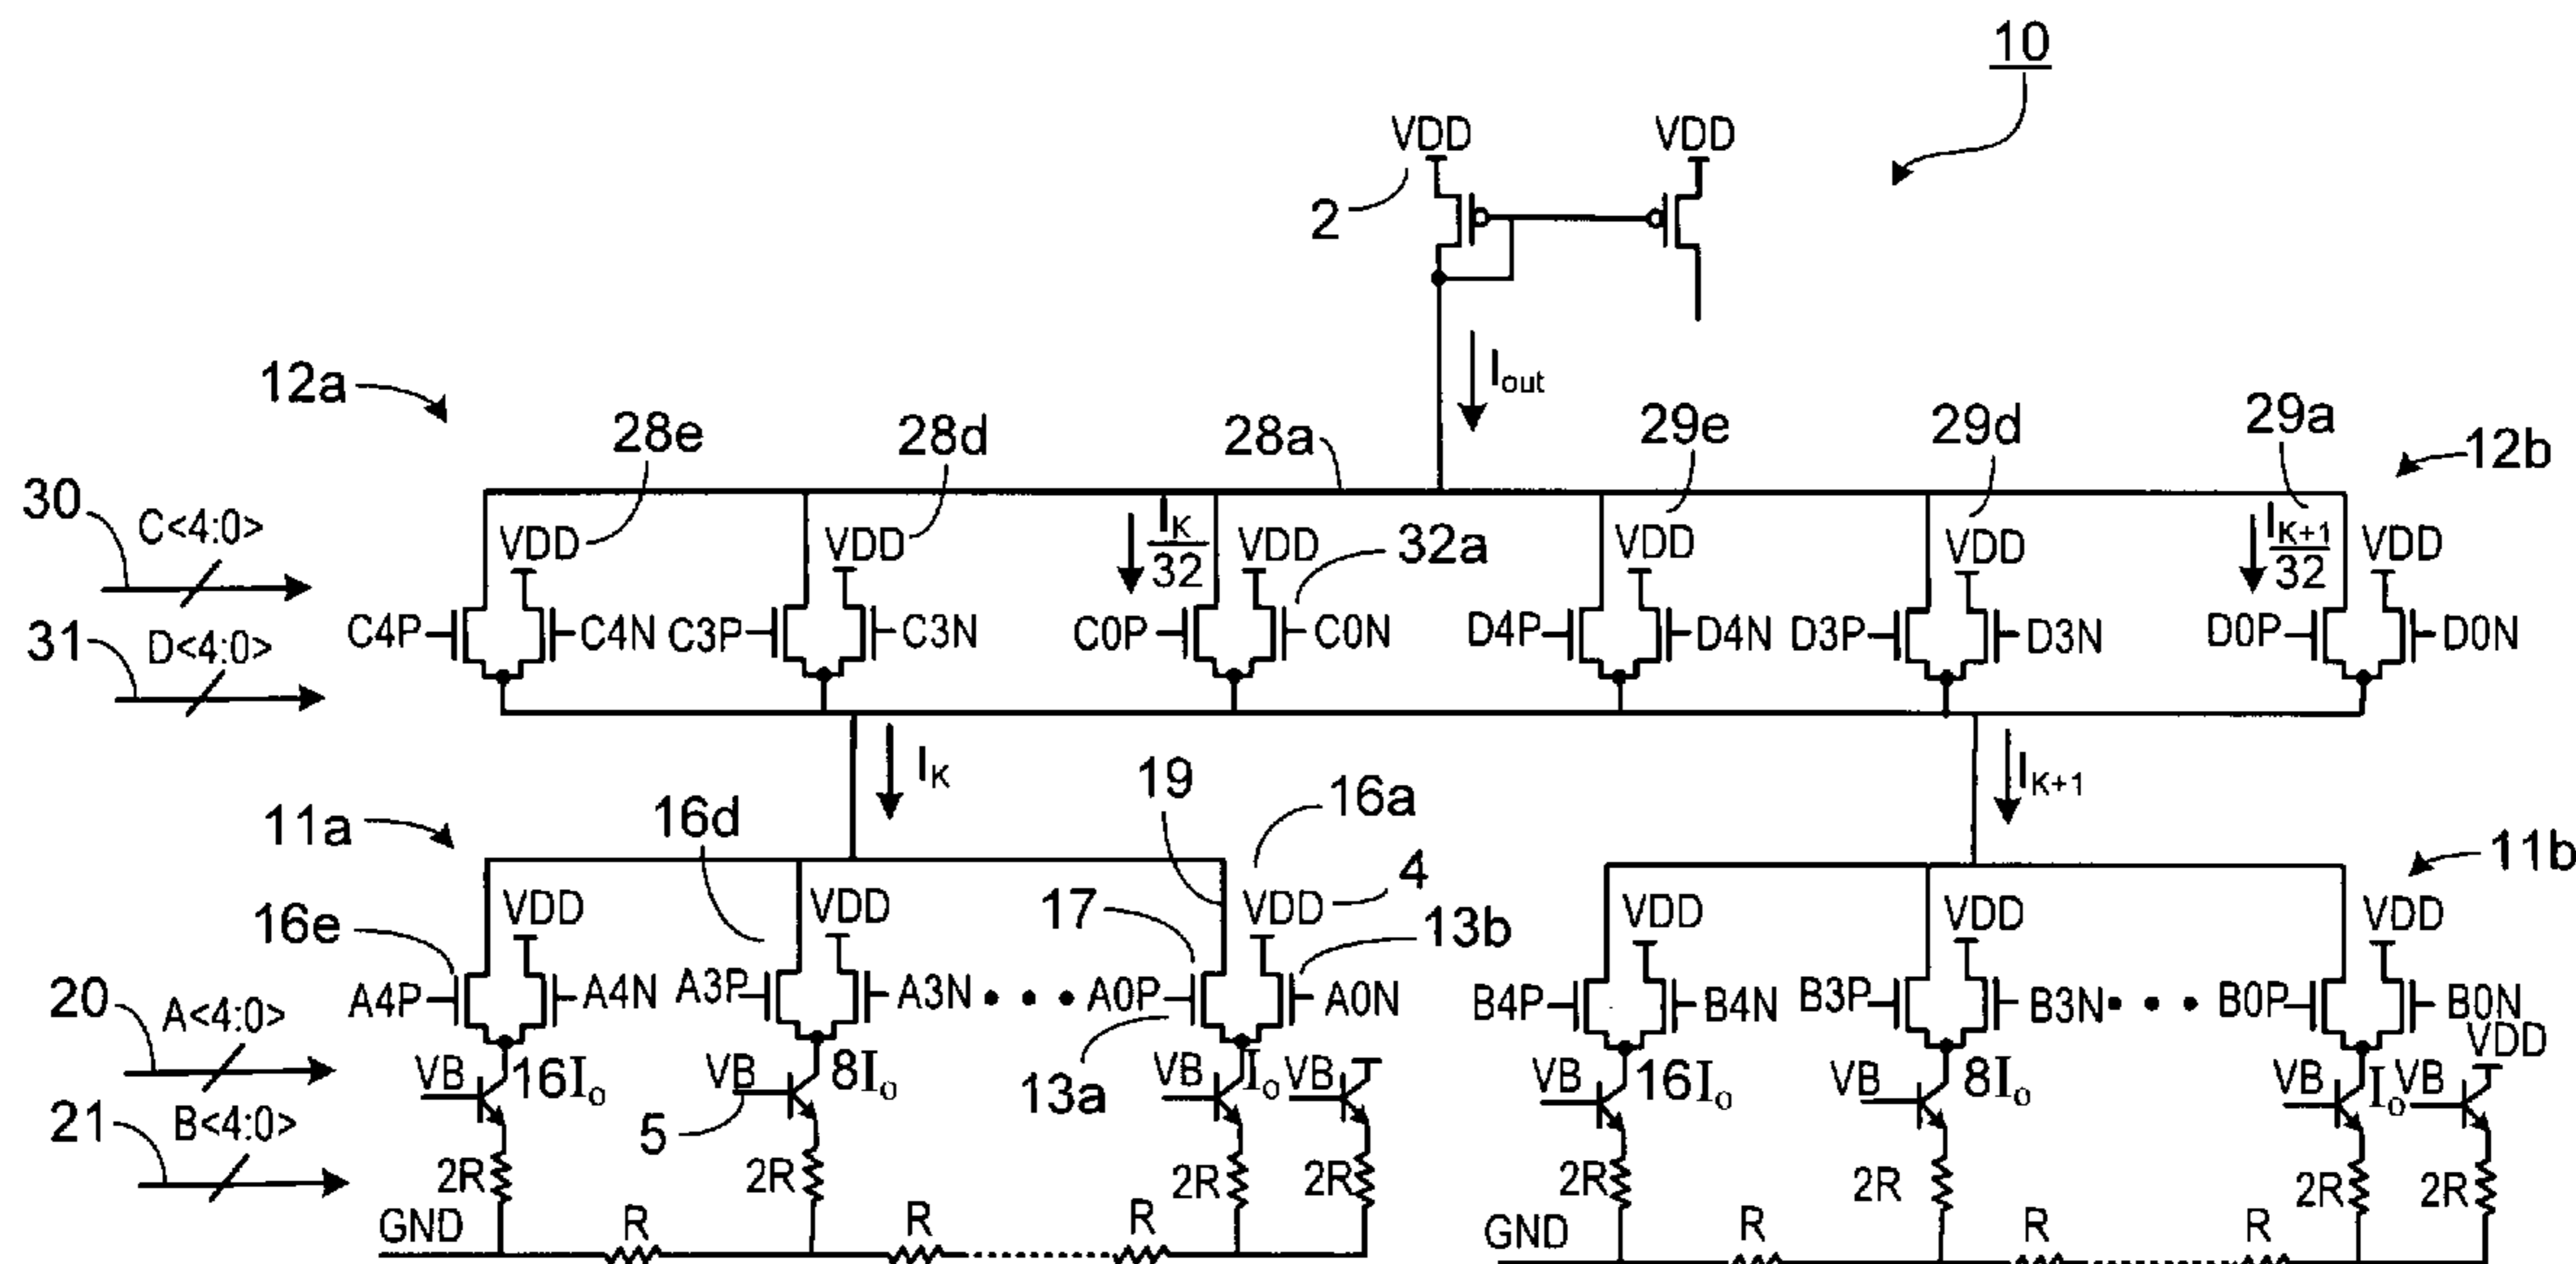 10
VDD VDD
2
Iout
12a
28e 28d 28a 29e 29d 29a 12b
30 C<4:0> VDD VDD IK/32 VDD 32a VDD VDD IK+1/32 VDD
31 D<4:0> C4P C4N C3P C3N C0P C0N D4P D4N D3P D3N D0P D0N
IK IK+1
11a 16d 19 16a 4 11b
16e VDD VDD 17 VDD 13b VDD VDD VDD
A4P A4N A3P A3N • • • A0P A0N B4P B4N B3P B3N • • • B0P B0N
20 A<4:0> VDD
VB 16Io VB 8Io 13a VB Io VB VB 16Io VB 8Io VB Io VB
21 B<4:0> 5
2R 2R 2R 2R 2R 2R 2R 2R
GND R R R GND R R R